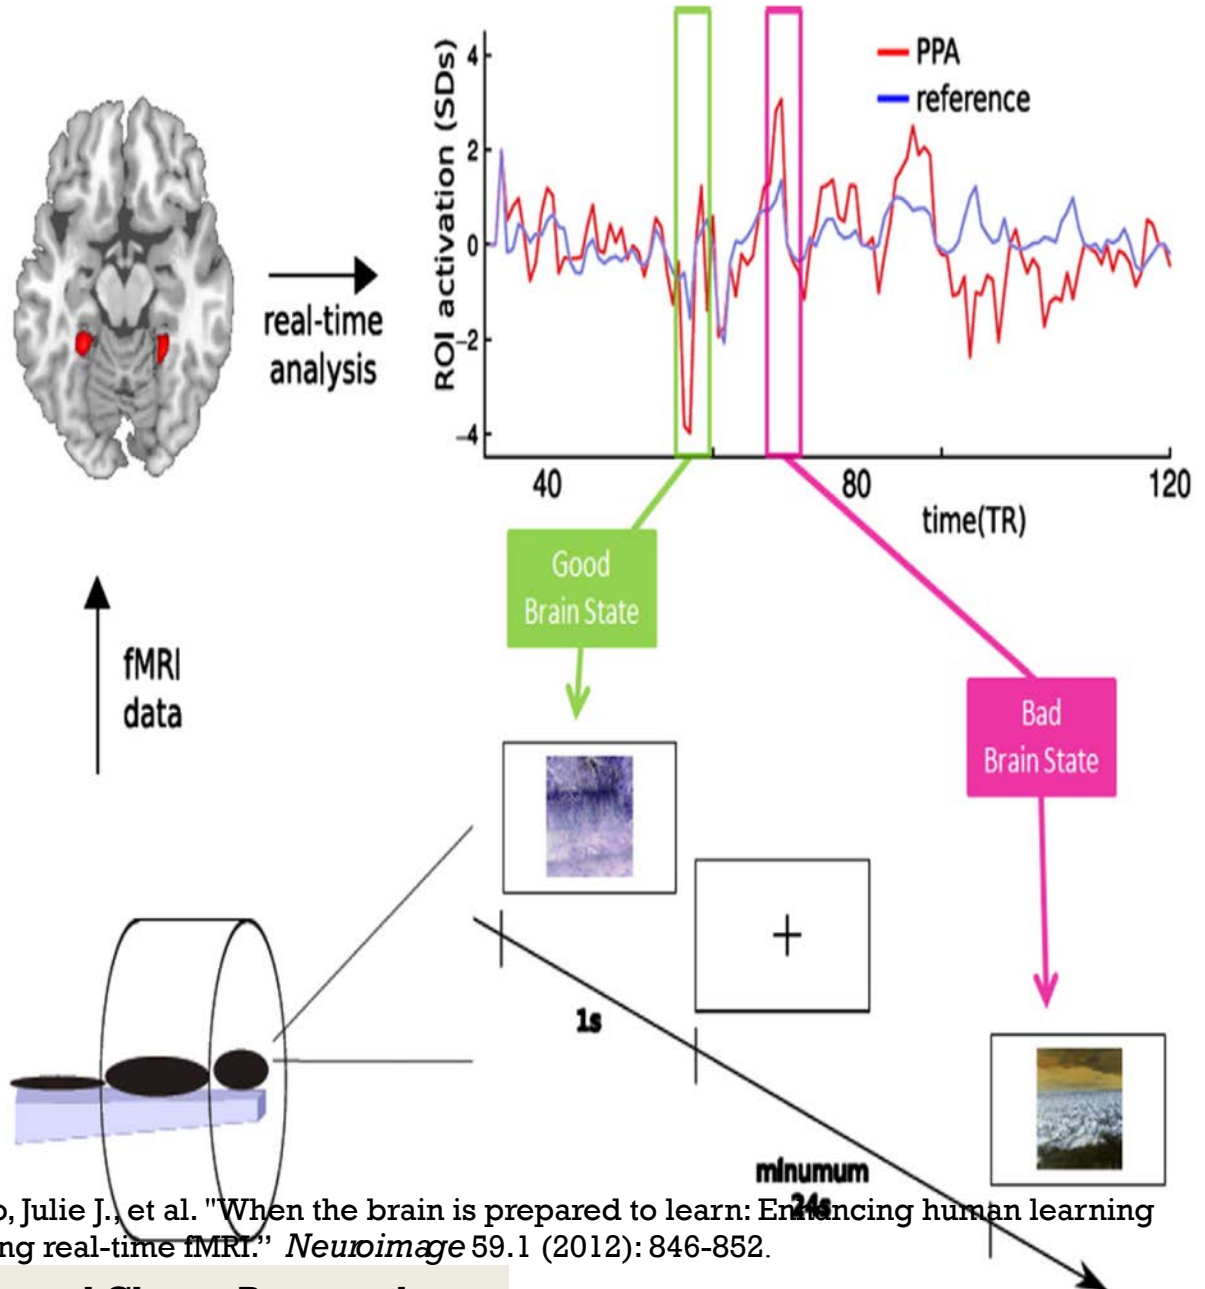 4
PPA
reference
2
0
−2
−4
ROI activation (SDs)
real-time
analysis
40
80
120
time(TR)
Good
Brain State
fMRI
data
Bad
Brain State
1s
minumum
24s
, Julie J., et al. "When the brain is prepared to learn: Enhancing human learning
real-time fMRI.” Neuroimage 59.1 (2012): 846-852.